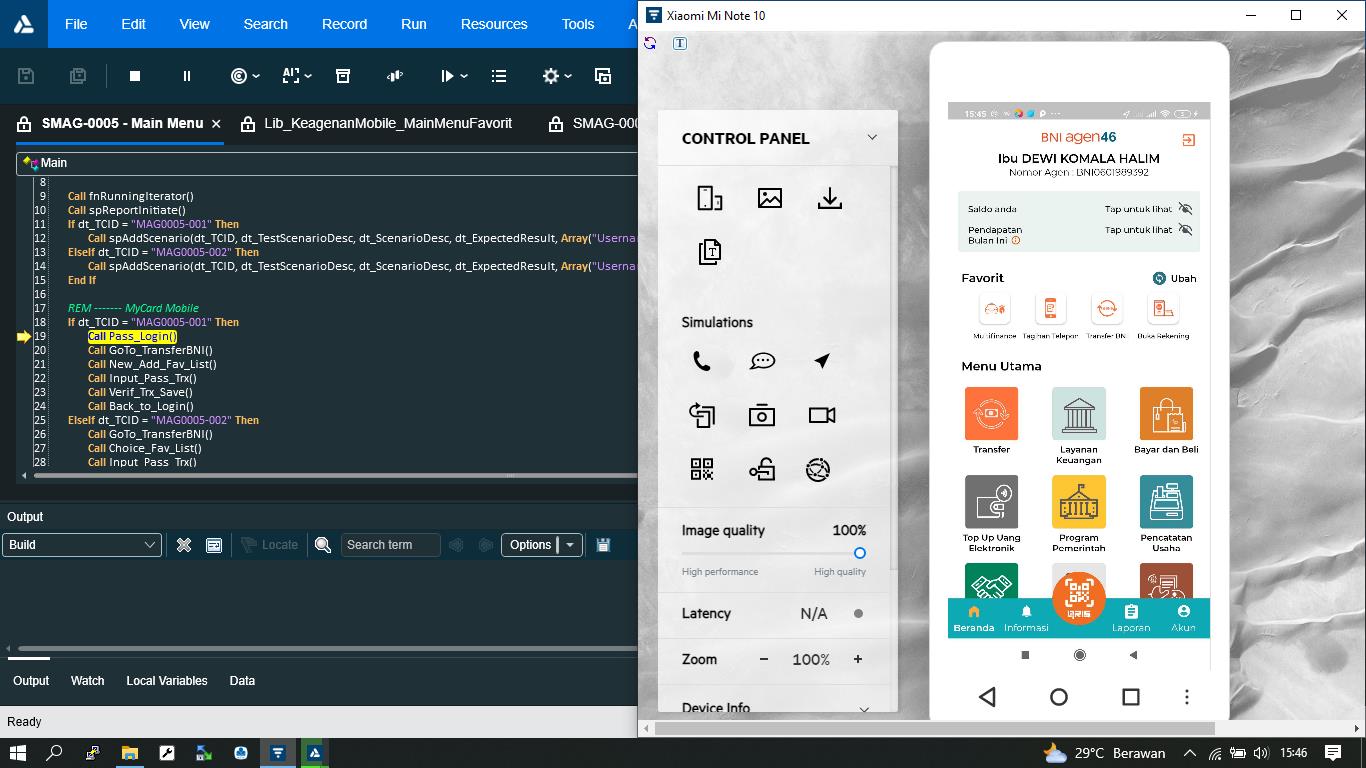 File Edit View Search Record Run Resources Tools A
SMAG-0005 - Main Menu
Lib_KeagenanMobile_MainMenuFavorit
SMAG-000
Main
8
9 Call fnRunningIterator()
10 Call spReportInitiate()
11 If dt_TCID = "MAG0005-001" Then
12 Call spAddScenario(dt_TCID, dt_TestScenarioDesc, dt_ScenarioDesc, dt_ExpectedResult, Array("Userna
13 ElseIf dt_TCID = "MAG0005-002" Then
14 Call spAddScenario(dt_TCID, dt_TestScenarioDesc, dt_ScenarioDesc, dt_ExpectedResult, Array("Userna
15 End If
16
17 REM ------- MyCard Mobile
18 If dt_TCID = "MAG0005-001" Then
19 Call Pass_Login()
20 Call GoTo_TransferBNI()
21 Call New_Add_Fav_List()
22 Call Input_Pass_Trx()
23 Call Verif_Trx_Save()
24 Call Back_to_Login()
25 ElseIf dt_TCID = "MAG0005-002" Then
26 Call GoTo_TransferBNI()
27 Call Choice_Fav_List()
28 Call Input_Pass_Trx()
Output
Build
Locate
Search term
Options
Output Watch Local Variables Data
Ready
Xiaomi Mi Note 10
T
CONTROL PANEL
T
Simulations
Image quality 100%
High performance High quality
Latency N/A
Zoom - 100% +
Device Info
15:45
BNI agen46
Ibu DEWI KOMALA HALIM
Nomor Agen : BNI0601989392
Saldo anda Tap untuk lihat
Pendapatan
Bulan Ini
Tap untuk lihat
Favorit Ubah
Multifinance Tagihan Telepon Transfer BNI Buka Rekening
Menu Utama
Transfer
Layanan
Keuangan
Bayar dan Beli
Top Up Uang
Elektronik
Program
Pemerintah
Pencatatan
Usaha
QRIS
Beranda Informasi Laporan Akun
29°C Berawan
15:46